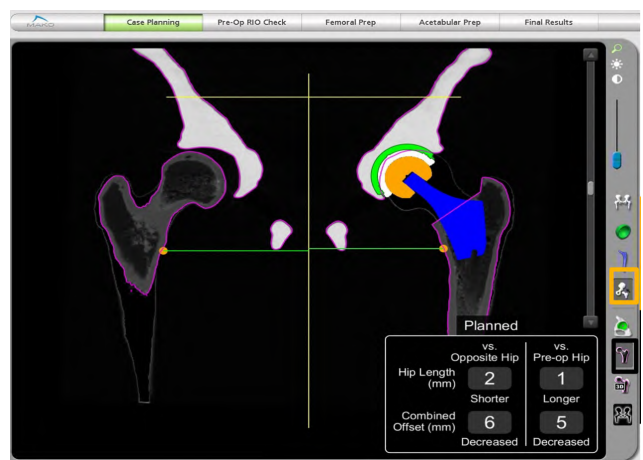 MAKO
Case Planning
Pre-Op RIO Check
Femoral Prep
Acetabular Prep
Final Results
Planned
vs.
Opposite Hip
vs.
Pre-op Hip
Hip Length
(mm)
2
1
Shorter
Longer
Combined
Offset (mm)
6
5
Decreased
Decreased
3D